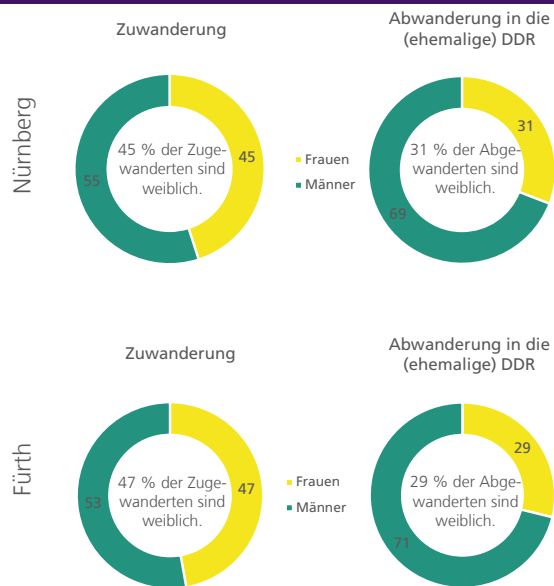 Zuwanderung
Abwanderung in die
(ehemalige) DDR
Nürnberg
55
45 % der Zuge-
wanderten sind
weiblich.
45
Frauen
Männer
31
31 % der Abge-
wanderten sind
weiblich.
69
Zuwanderung
Abwanderung in die
(ehemalige) DDR
Fürth
53
47 % der Zuge-
wanderten sind
weiblich.
47
Frauen
Männer
29
29 % der Abge-
wanderten sind
weiblich.
71